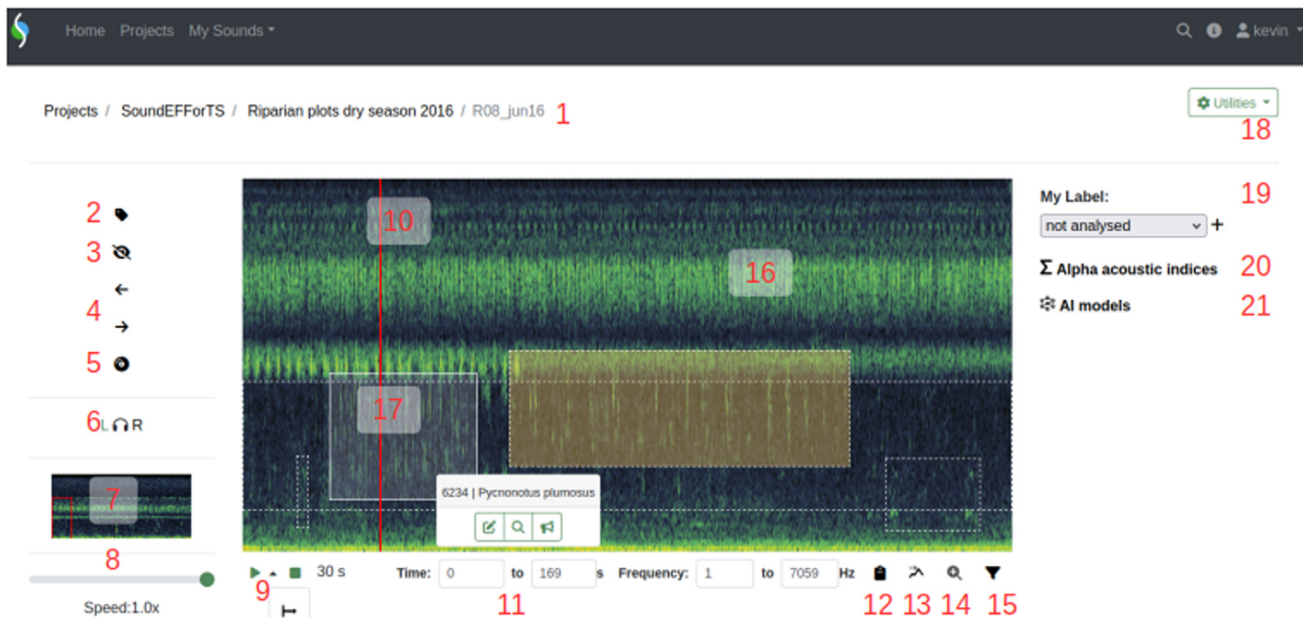 Home Projects My Sounds kevin
Projects / SoundEFForTS / Riparian plots dry season 2016 / R08_jun16 1
Utilities
18
2
3
4
5
6 L R
7
8
Speed:1.0x
10
16
17
6234 | Pycnonotus plumosus
9
30 s Time: 0 to 169 s Frequency: 1 to 7059 Hz
11 12 13 14 15
My Label: 19
not analysed +
Σ Alpha acoustic indices 20
AI models 21